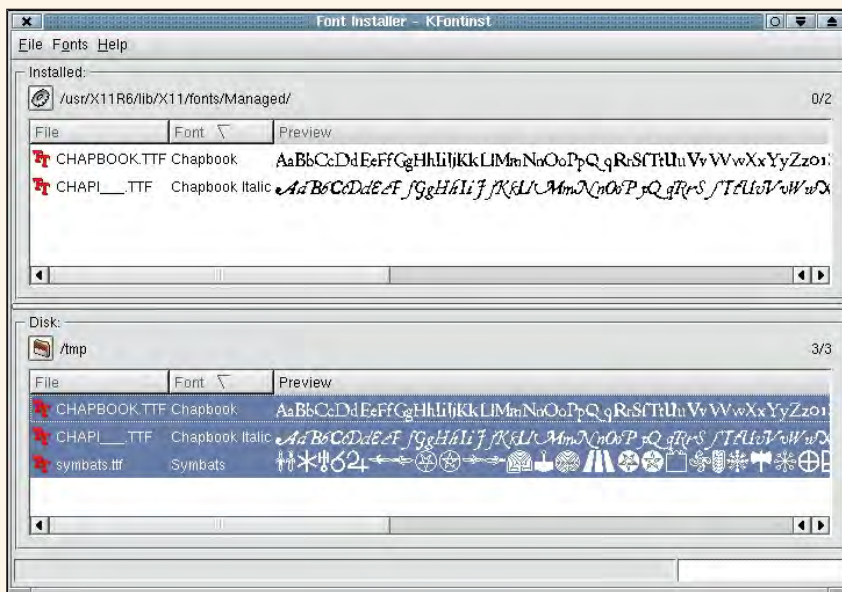 Font Installer - KFontinst
File Fonts Help
Installed:
/usr/X11R6/lib/X11/fonts/Managed/ 0/2
File Font Preview
CHAPBOOK.TTF Chapbook AaBbCcDdEeFfGgHhIiJjKkLlMmNnOoPpQqRrSſTtUuVvWwXxYyZz01
CHAPI___.TTF Chapbook Italic AaBbCcDdEeFfGgHhIiJjKkLlMmNnOoPpQqRrSſTtUuVvWwX
Disk:
/tmp 3/3
File Font Preview
CHAPBOOK.TTF Chapbook AaBbCcDdEeFfGgHhIiJjKkLlMmNnOoPpQqRrSſTtUuVvWwXxYyZz01
CHAPI___.TTF Chapbook Italic AaBbCcDdEeFfGgHhIiJjKkLlMmNnOoPpQqRrSſTtUuVvWwX
symbats.ttf Symbats